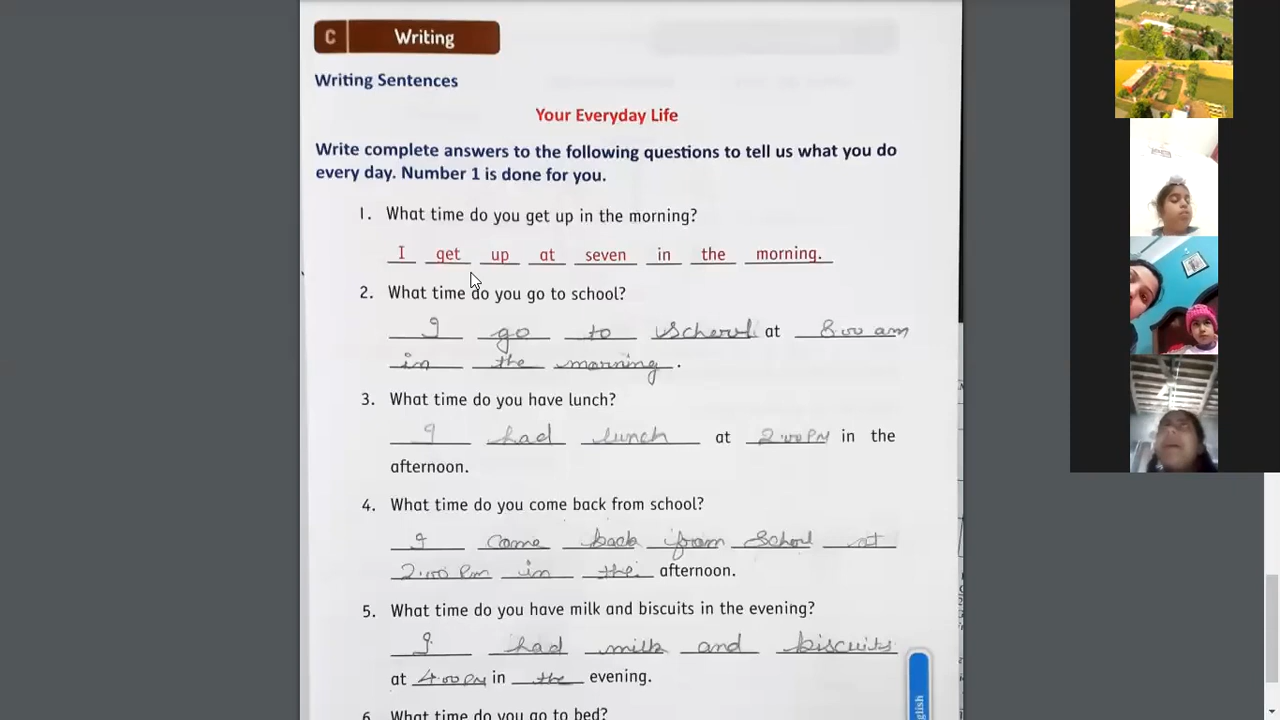 C Writing
Writing Sentences
Your Everyday Life
Write complete answers to the following questions to tell us what you do
every day. Number 1 is done for you.
1. What time do you get up in the morning?
I get up at seven in the morning.
2. What time do you go to school?
I go to school at 8:00 am
in the morning.
3. What time do you have lunch?
I had lunch at 2:00 PM in the
afternoon.
4. What time do you come back from school?
I come back from school at
2:00 Pm in the afternoon.
5. What time do you have milk and biscuits in the evening?
I had milk and biscuits
at 4:00 PM in the evening.
6. What time do you go to bed?
glish